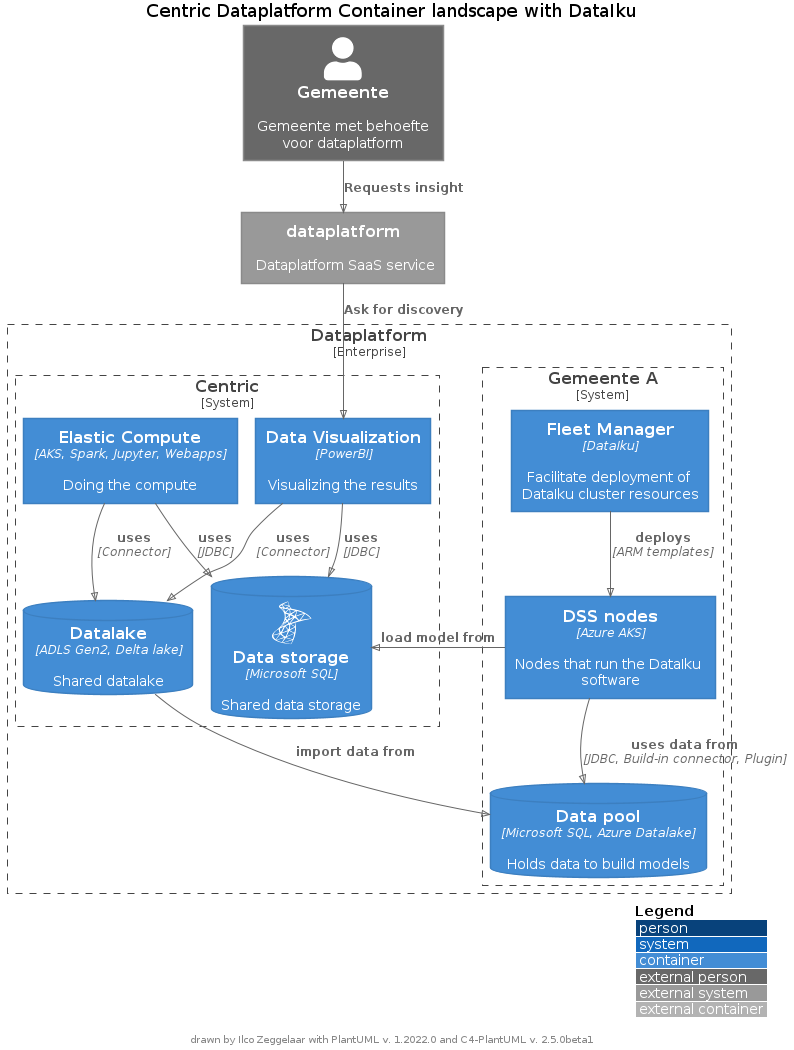 Centric Dataplatform Container landscape with DataIku
Gemeente
Gemeente met behoefte
voor dataplatform
Requests insight
dataplatform
Dataplatform SaaS service
Ask for discovery
Dataplatform
[Enterprise]
Centric
[System]
Elastic Compute
[AKS, Spark, Jupyter, Webapps]
Doing the compute
Data Visualization
[PowerBI]
Visualizing the results
uses
[Connector]
uses
[JDBC]
uses
[Connector]
uses
[JDBC]
Datalake
[ADLS Gen2, Delta lake]
Shared datalake
Data storage
[Microsoft SQL]
Shared data storage
Gemeente A
[System]
Fleet Manager
[DataIku]
Facilitate deployment of
DataIku cluster resources
deploys
[ARM templates]
DSS nodes
[Azure AKS]
Nodes that run the DataIku
software
load model from
import data from
uses data from
[JDBC, Build-in connector, Plugin]
Data pool
[Microsoft SQL, Azure Datalake]
Holds data to build models
Legend
person
system
container
external person
external system
external container
drawn by Ilco Zeggelaar with PlantUML v. 1.2022.0 and C4-PlantUML v. 2.5.0beta1